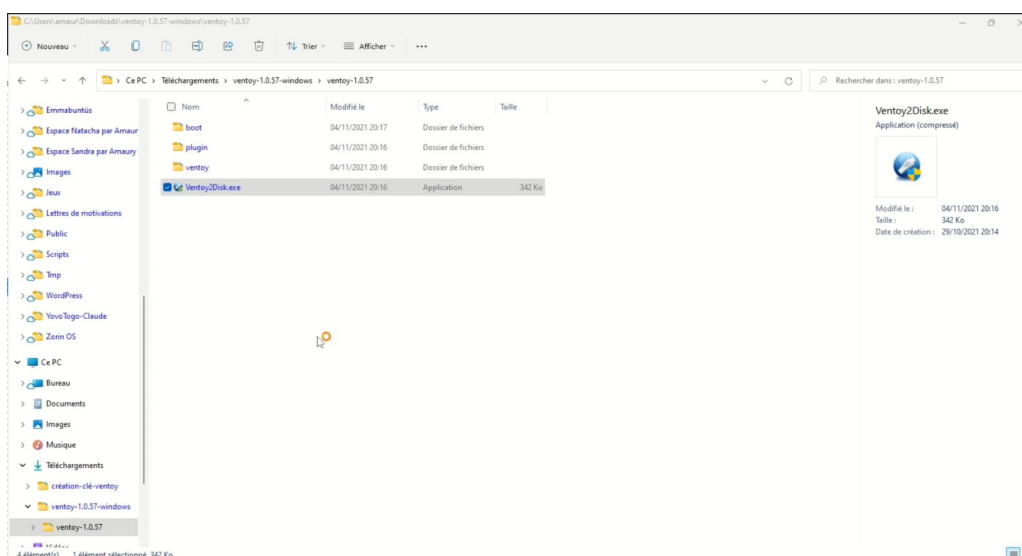 C:\Users\amaur\Downloads\ventoy-1.0.57-windows\ventoy-1.0.57
Nouveau Trier Afficher
Ce PC > Téléchargements > ventoy-1.0.57-windows > ventoy-1.0.57 Rechercher dans : ventoy-1.0.57
Emmabuntüs
Espace Natacha par Amaur
Espace Sandra par Amaury
Images
Jeux
Lettres de motivations
Public
Scripts
Tmp
WordPress
YovoTogo-Claude
Zorin OS
Ce PC
Bureau
Documents
Images
Musique
Téléchargements
création-clé-ventoy
ventoy-1.0.57-windows
ventoy-1.0.57
Nom Modifié le Type Taille
boot 04/11/2021 20:17 Dossier de fichiers
plugin 04/11/2021 20:16 Dossier de fichiers
ventoy 04/11/2021 20:16 Dossier de fichiers
Ventoy2Disk.exe 04/11/2021 20:16 Application 342 Ko
Ventoy2Disk.exe
Application (compressé)
Modifié le : 04/11/2021 20:16
Taille : 342 Ko
Date de création : 29/10/2021 20:14
4 élément(s) 1 élément sélectionné 342 Ko